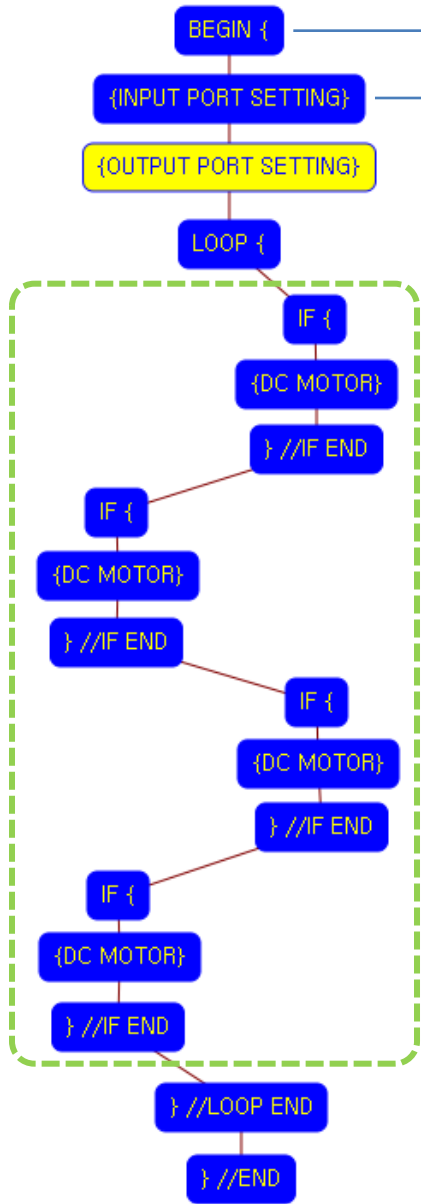 BEGIN {
{INPUT PORT SETTING}
{OUTPUT PORT SETTING}
LOOP {
IF {
{DC MOTOR}
} //IF END
IF {
{DC MOTOR}
} //IF END
IF {
{DC MOTOR}
} //IF END
IF {
{DC MOTOR}
} //IF END
} //LOOP END
} //END